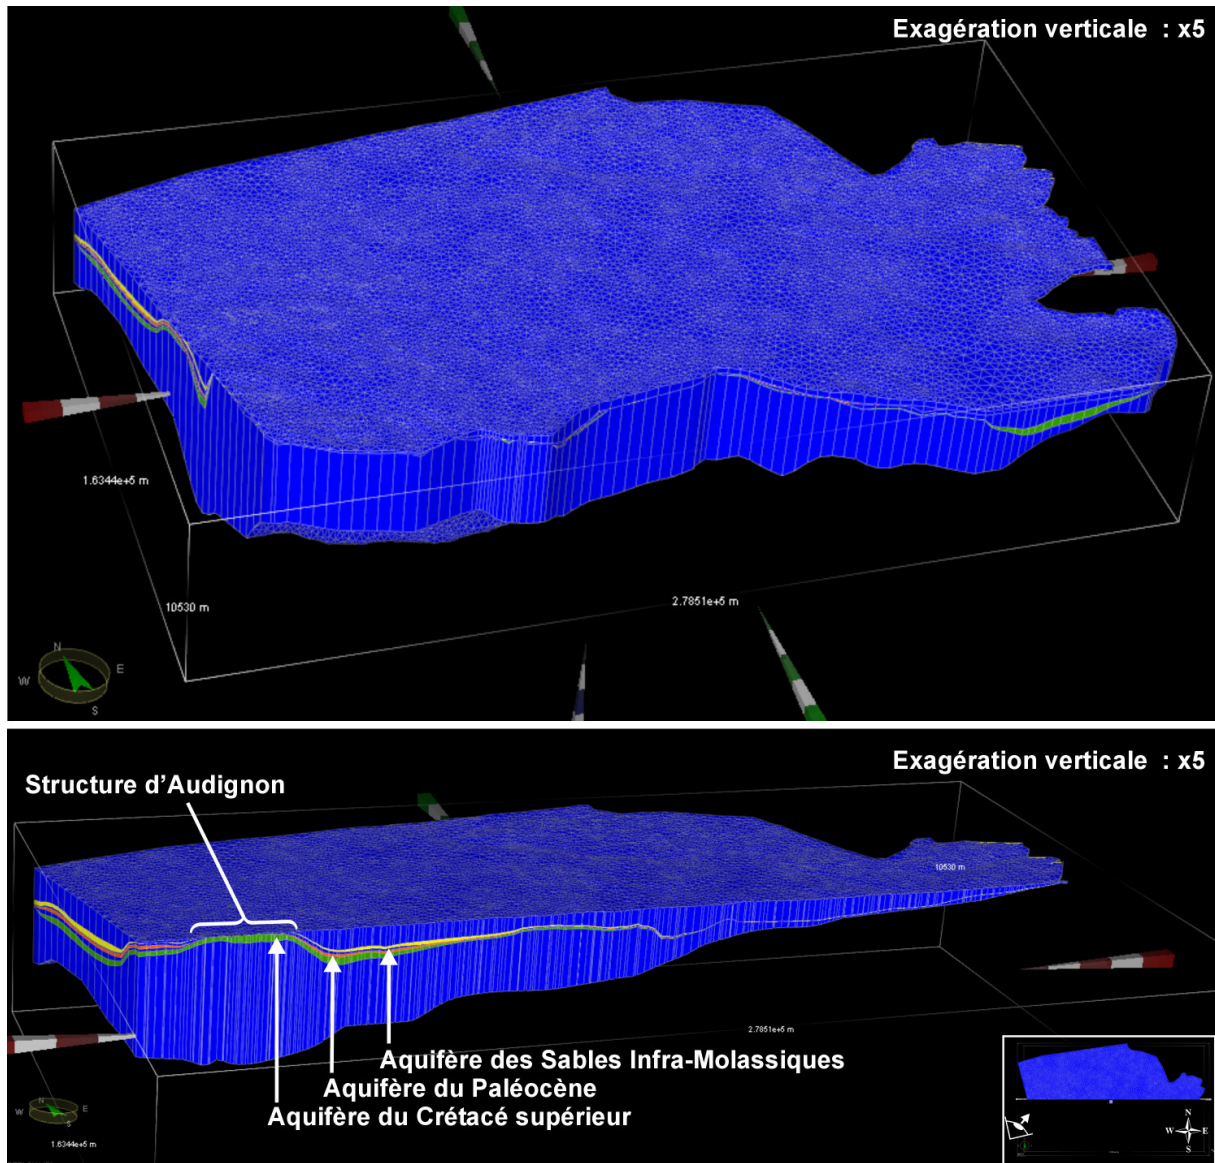 Exagération verticale : x5
1.6344e+5 m
10530 m
2.7851e+5 m
N
W
E
S
Exagération verticale : x5
Structure d'Audignon
10530 m
2.7851e+5 m
Aquifère des Sables Infra-Molassiques
Aquifère du Paléocène
Aquifère du Crétacé supérieur
N
W
E
S
1.6344e+5 m
N
W
E
S